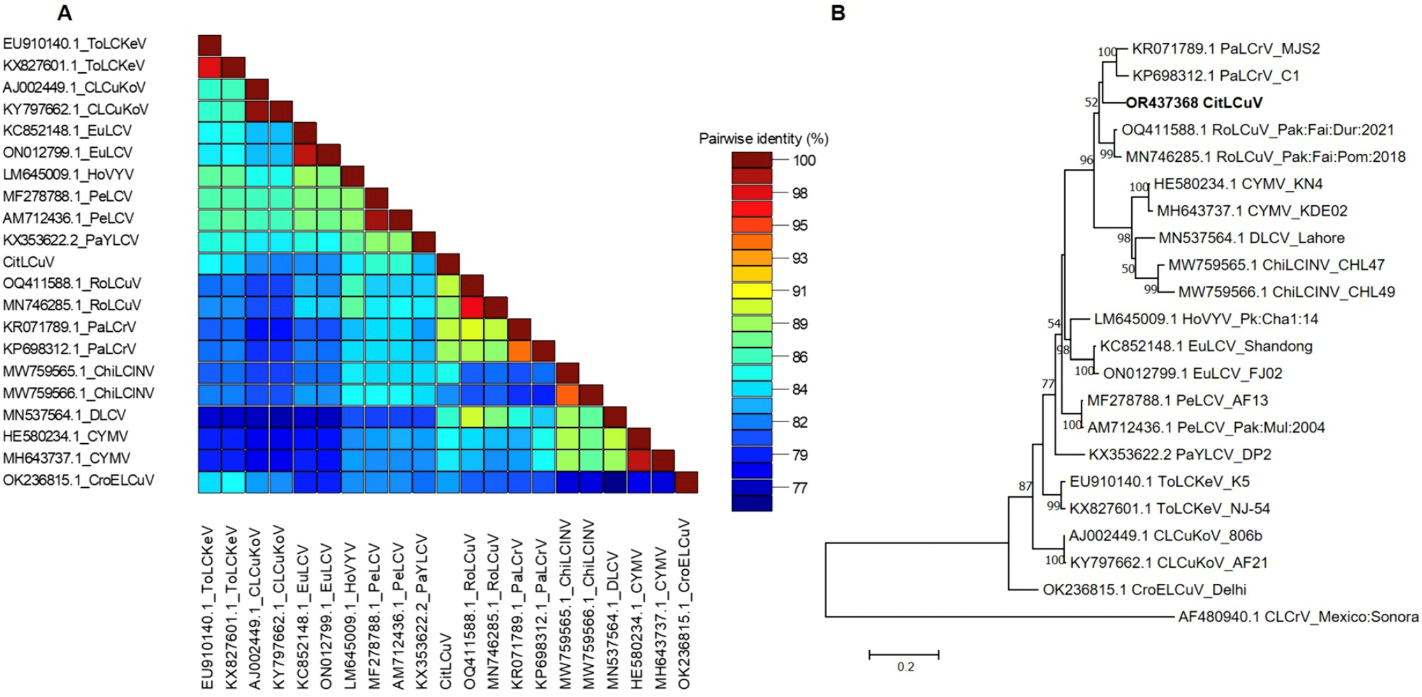 A
EU910140.1_ToLCKeV
KX827601.1_ToLCKeV
AJ002449.1_CLCuKoV
KY797662.1_CLCuKoV
KC852148.1_EuLCV
ON012799.1_EuLCV
LM645009.1_HoVYV
MF278788.1_PeLCV
AM712436.1_PeLCV
KX353622.2_PaYLCV
CitLCuV
OQ411588.1_RoLCuV
MN746285.1_RoLCuV
KR071789.1_PaLCrV
KP698312.1_PaLCrV
MW759565.1_ChiLCINV
MW759566.1_ChiLCINV
MN537564.1_DLCV
HE580234.1_CYMV
MH643737.1_CYMV
OK236815.1_CroELCuV
EU910140.1_ToLCKeV
KX827601.1_ToLCKeV
AJ002449.1_CLCuKoV
KY797662.1_CLCuKoV
KC852148.1_EuLCV
ON012799.1_EuLCV
LM645009.1_HoVYV
MF278788.1_PeLCV
AM712436.1_PeLCV
KX353622.2_PaYLCV
CitLCuV
OQ411588.1_RoLCuV
MN746285.1_RoLCuV
KR071789.1_PaLCrV
KP698312.1_PaLCrV
MW759565.1_ChiLCINV
MW759566.1_ChiLCINV
MN537564.1_DLCV
HE580234.1_CYMV
MH643737.1_CYMV
OK236815.1_CroELCuV
Pairwise identity (%)
100
98
95
93
91
89
86
84
82
79
77
B
100
KR071789.1 PaLCrV_MJS2
KP698312.1 PaLCrV_C1
52
OR437368 CitLCuV
OQ411588.1 RoLCuV_Pak:Fai:Dur:2021
96
99
MN746285.1 RoLCuV_Pak:Fai:Pom:2018
100
HE580234.1 CYMV_KN4
MH643737.1 CYMV_KDE02
98
MN537564.1 DLCV_Lahore
50
MW759565.1 ChiLCINV_CHL47
99
MW759566.1 ChiLCINV_CHL49
54
LM645009.1 HoVYV_Pk:Cha1:14
98
KC852148.1 EuLCV_Shandong
100
ON012799.1 EuLCV_FJ02
77
MF278788.1 PeLCV_AF13
100
AM712436.1 PeLCV_Pak:Mul:2004
KX353622.2 PaYLCV_DP2
87
EU910140.1 ToLCKeV_K5
99
KX827601.1 ToLCKeV_NJ-54
AJ002449.1 CLCuKoV_806b
100
KY797662.1 CLCuKoV_AF21
OK236815.1 CroELCuV_Delhi
AF480940.1 CLCrV_Mexico:Sonora
0.2